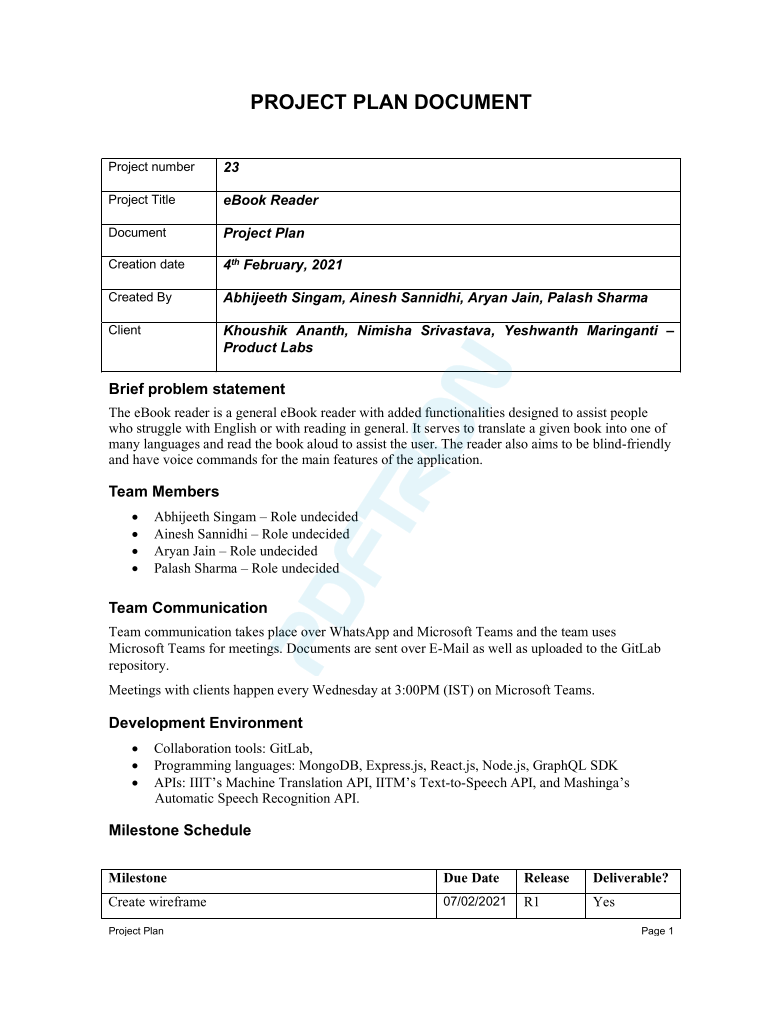 PROJECT PLAN DOCUMENT
Project number 23
Project Title eBook Reader
Document Project Plan
Creation date 4th February, 2021
Created By Abhijeeth Singam, Ainesh Sannidhi, Aryan Jain, Palash Sharma
Client Khoushik Ananth, Nimisha Srivastava, Yeshwanth Maringanti –
Product Labs
Brief problem statement
The eBook reader is a general eBook reader with added functionalities designed to assist people
who struggle with English or with reading in general. It serves to translate a given book into one of
many languages and read the book aloud to assist the user. The reader also aims to be blind-friendly
and have voice commands for the main features of the application.
Team Members
• Abhijeeth Singam – Role undecided
• Ainesh Sannidhi – Role undecided
• Aryan Jain – Role undecided
• Palash Sharma – Role undecided
Team Communication
Team communication takes place over WhatsApp and Microsoft Teams and the team uses
Microsoft Teams for meetings. Documents are sent over E-Mail as well as uploaded to the GitLab
repository.
Meetings with clients happen every Wednesday at 3:00PM (IST) on Microsoft Teams.
Development Environment
• Collaboration tools: GitLab,
• Programming languages: MongoDB, Express.js, React.js, Node.js, GraphQL SDK
• APIs: IIIT’s Machine Translation API, IITM’s Text-to-Speech API, and Mashinga’s
Automatic Speech Recognition API.
Milestone Schedule
Milestone Due Date Release Deliverable?
Create wireframe 07/02/2021 R1 Yes
Project Plan Page 1
PDFTRON